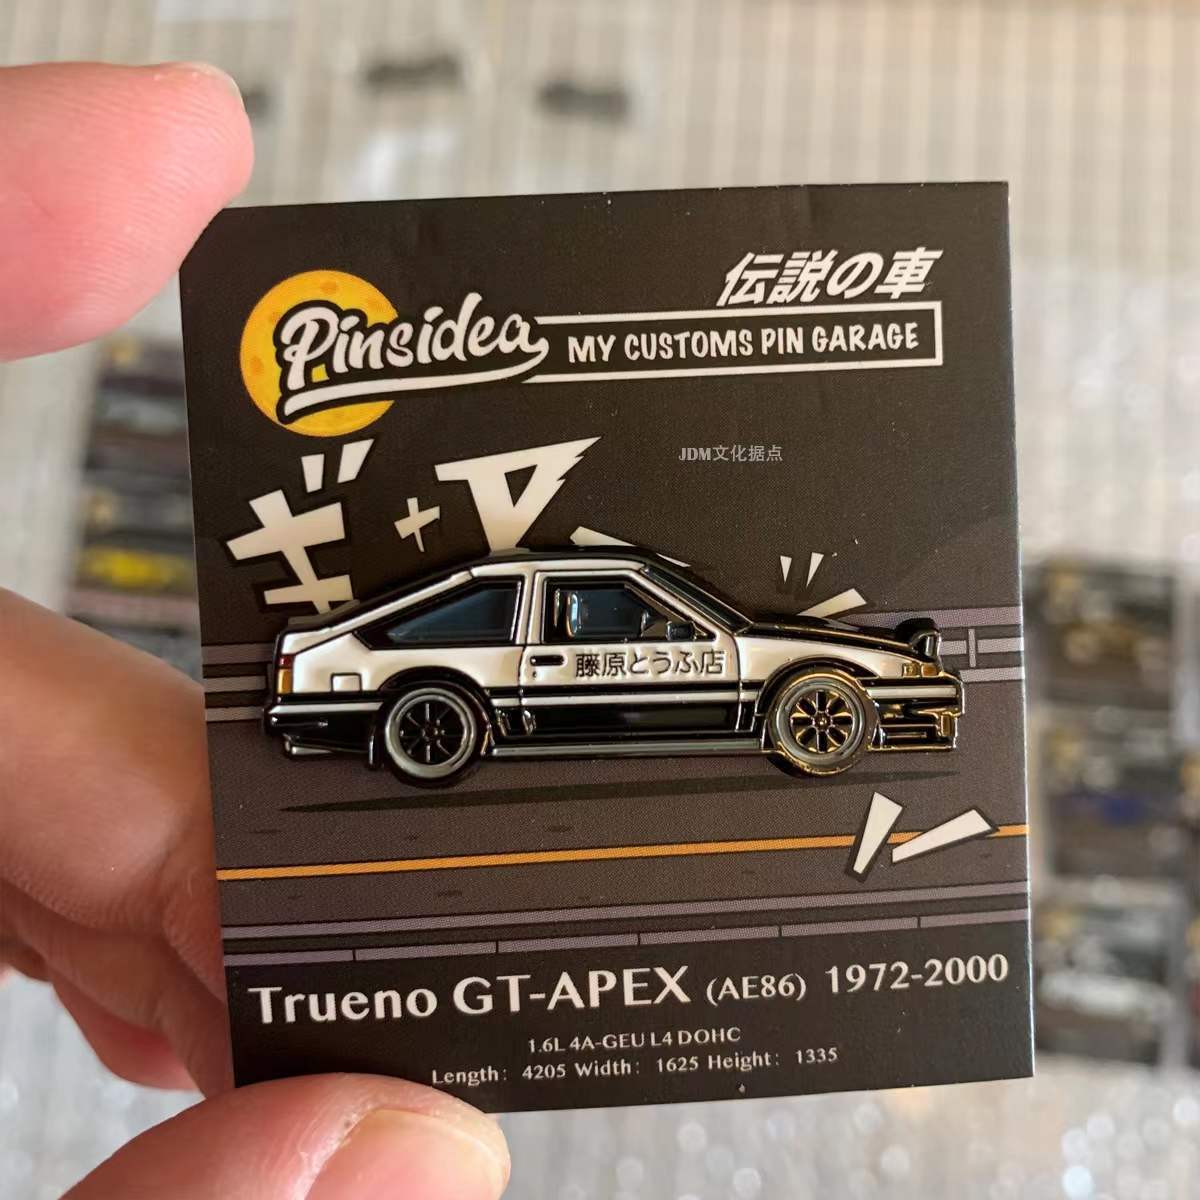 伝説の車
Pinsidea
MY CUSTOMS PIN GARAGE
JDM文化据点
ギ
藤原とうふ店
Trueno GT-APEX (AE86) 1972-2000
1.6L 4A-GEU L4 DOHC
Length: 4205 Width: 1625 Height: 1335